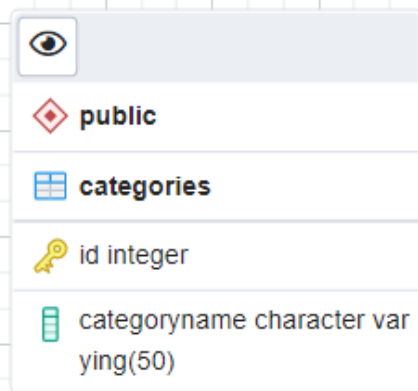 public
categories
id integer
categoryname character var
ying(50)